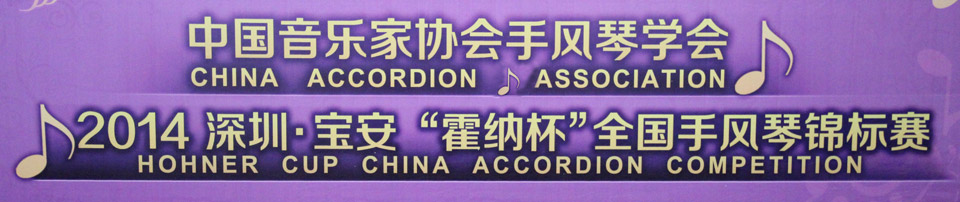 中国音乐家协会手风琴学会
CHINA ACCORDION ASSOCIATION
2014 深圳·宝安 “霍纳杯”全国手风琴锦标赛
HOHNER CUP CHINA ACCORDION COMPETITION